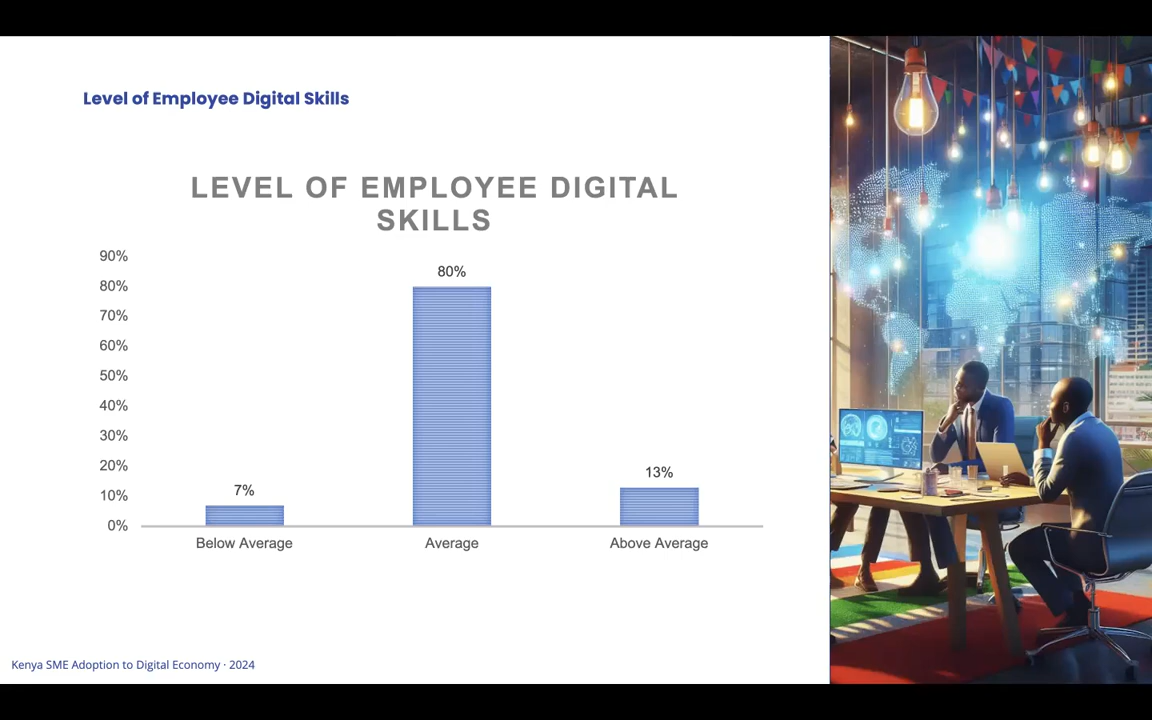 Level of Employee Digital Skills
LEVEL OF EMPLOYEE DIGITAL
SKILLS
90%
80%
70%
60%
50%
40%
30%
20%
10%
0%
7%
80%
13%
Below Average
Average
Above Average
Kenya SME Adoption to Digital Economy · 2024